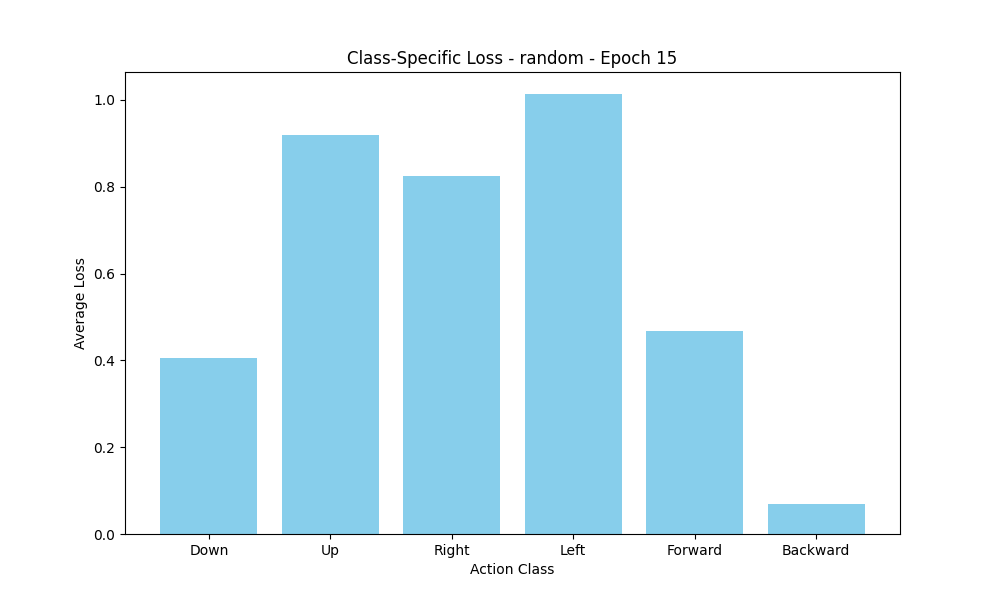 Class-Specific Loss - random - Epoch 15
Average Loss
1.0
0.8
0.6
0.4
0.2
0.0
Down Up Right Left Forward Backward
Action Class